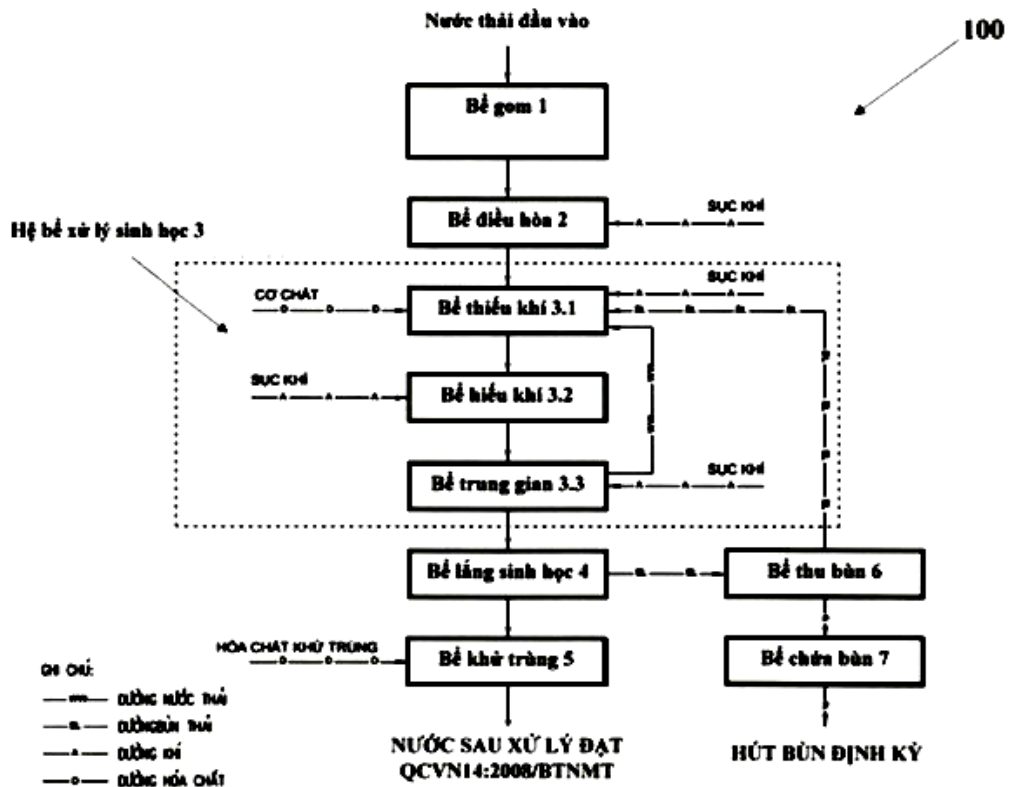 Nước thải đầu vào
100
Bể gom 1
Bể điều hòn 2
SỤC KHÍ
Hệ bể xử lý sinh học 3
SỤC KHÍ
CƠ CHẤT
Bể thiếu khí 3.1
SỤC KHÍ
Bể hiếu khí 3.2
SỤC KHÍ
Bể trung gian 3.3
Bể lắng sinh học 4
Bể thu bùn 6
HÓA CHẤT KHỬ TRÙNG
Bể khử trùng 5
Bể chứa bùn 7
GHI CHÚ:
ĐƯỜNG NƯỚC THẢI
ĐƯỜNGBÙN THẢI
ĐƯỜNG KHÍ
ĐƯỜNG HÓA CHẤT
NƯỚC SAU XỬ LÝ ĐẠT
QCVN14:2008/BTNMT
HÚT BÙN ĐỊNH KỲ